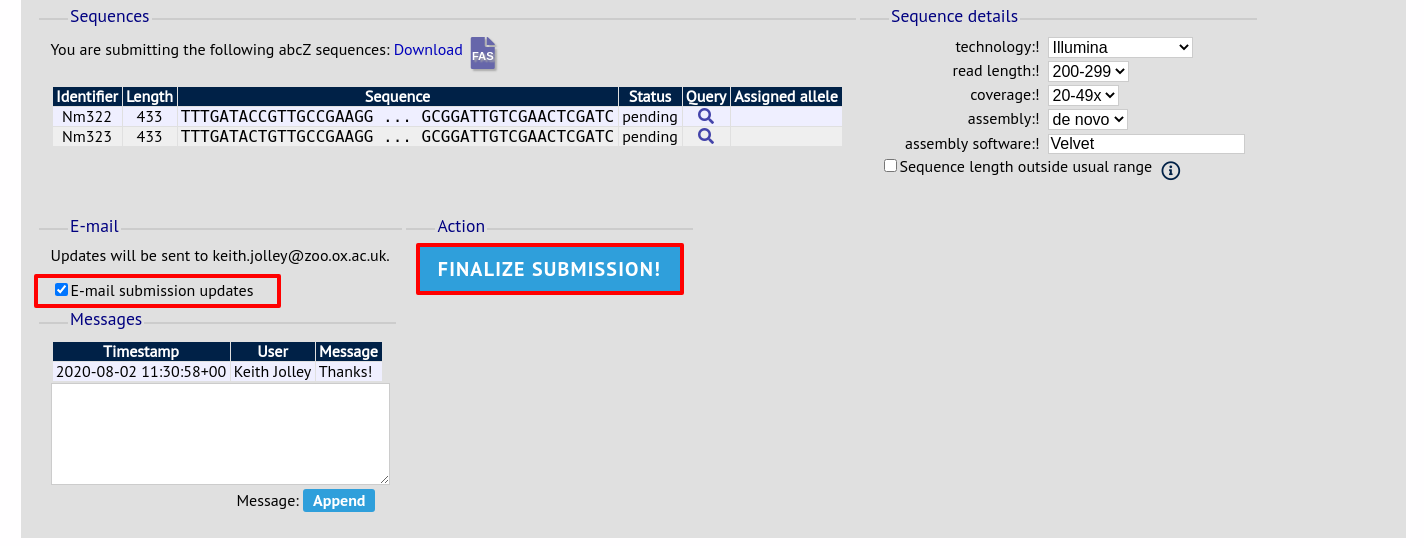 Sequences
You are submitting the following abcZ sequences: Download FAS
Identifier Length Sequence Status Query Assigned allele
Nm322 433 TTTGATACCGTTGCCGAAGG ... GCGGATTGTCGAACTCGATC pending
Nm323 433 TTTGATACTGTTGCCGAAGG ... GCGGATTGTCGAACTCGATC pending
Sequence details
technology:! Illumina
read length:! 200-299
coverage:! 20-49x
assembly:! de novo
assembly software:! Velvet
Sequence length outside usual range
E-mail
Updates will be sent to keith.jolley@zoo.ox.ac.uk.
E-mail submission updates
Action
FINALIZE SUBMISSION!
Messages
Timestamp User Message
2020-08-02 11:30:58+00 Keith Jolley Thanks!
Message: Append